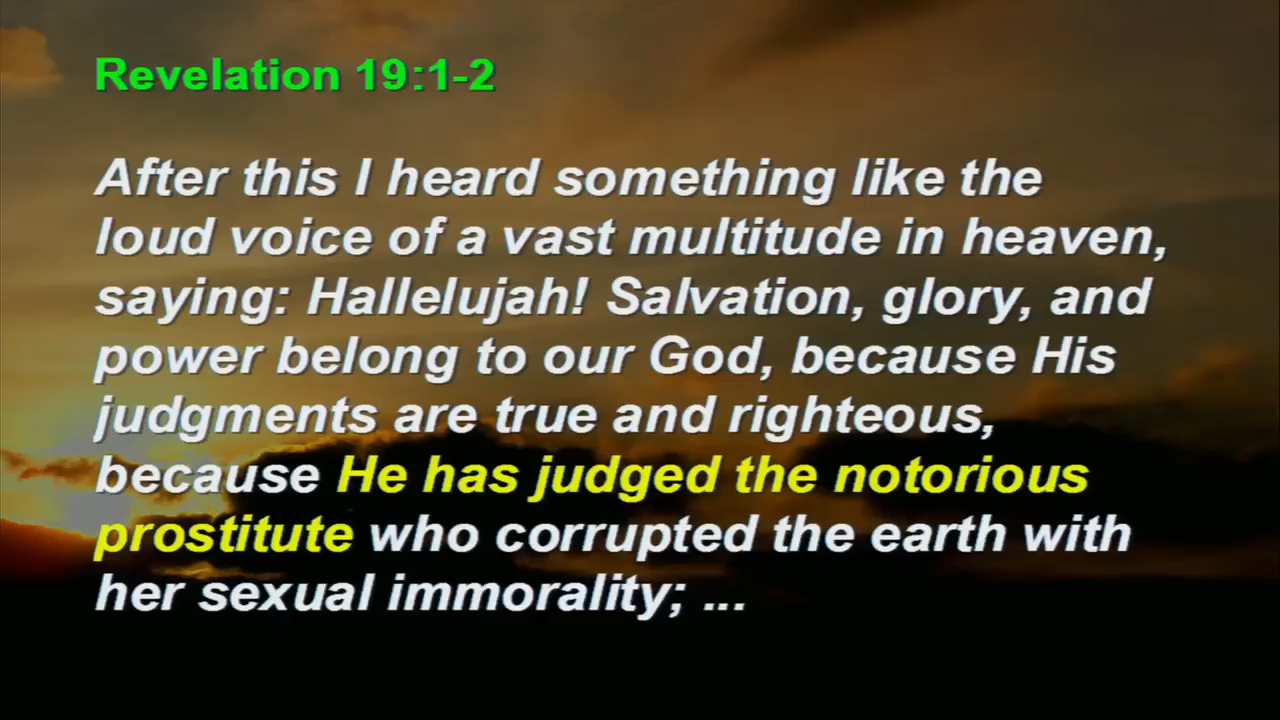 Revelation 19:1-2
After this I heard something like the
loud voice of a vast multitude in heaven,
saying: Hallelujah! Salvation, glory, and
power belong to our God, because His
judgments are true and righteous,
because He has judged the notorious
prostitute who corrupted the earth with
her sexual immorality; ...